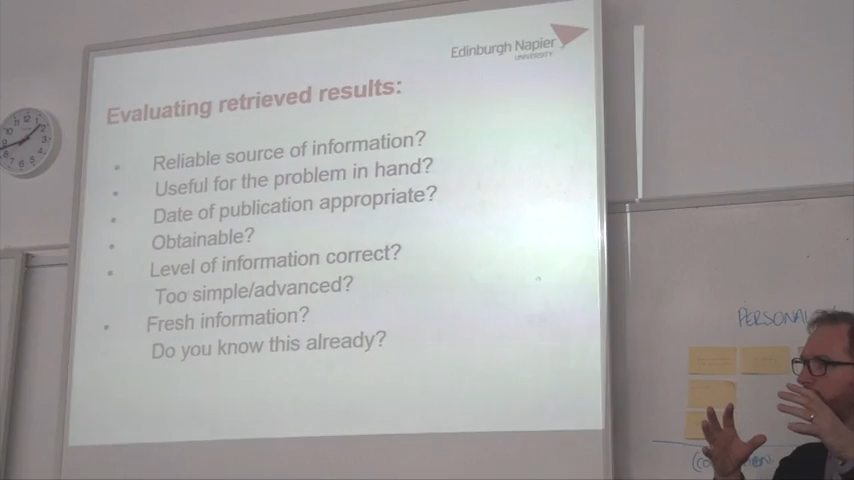 Edinburgh Napier
UNIVERSITY
Evaluating retrieved results:
• Reliable source of information?
• Useful for the problem in hand?
• Date of publication appropriate?
• Obtainable?
• Level of information correct?
Too simple/advanced?
• Fresh information?
Do you know this already?
PERSONAL